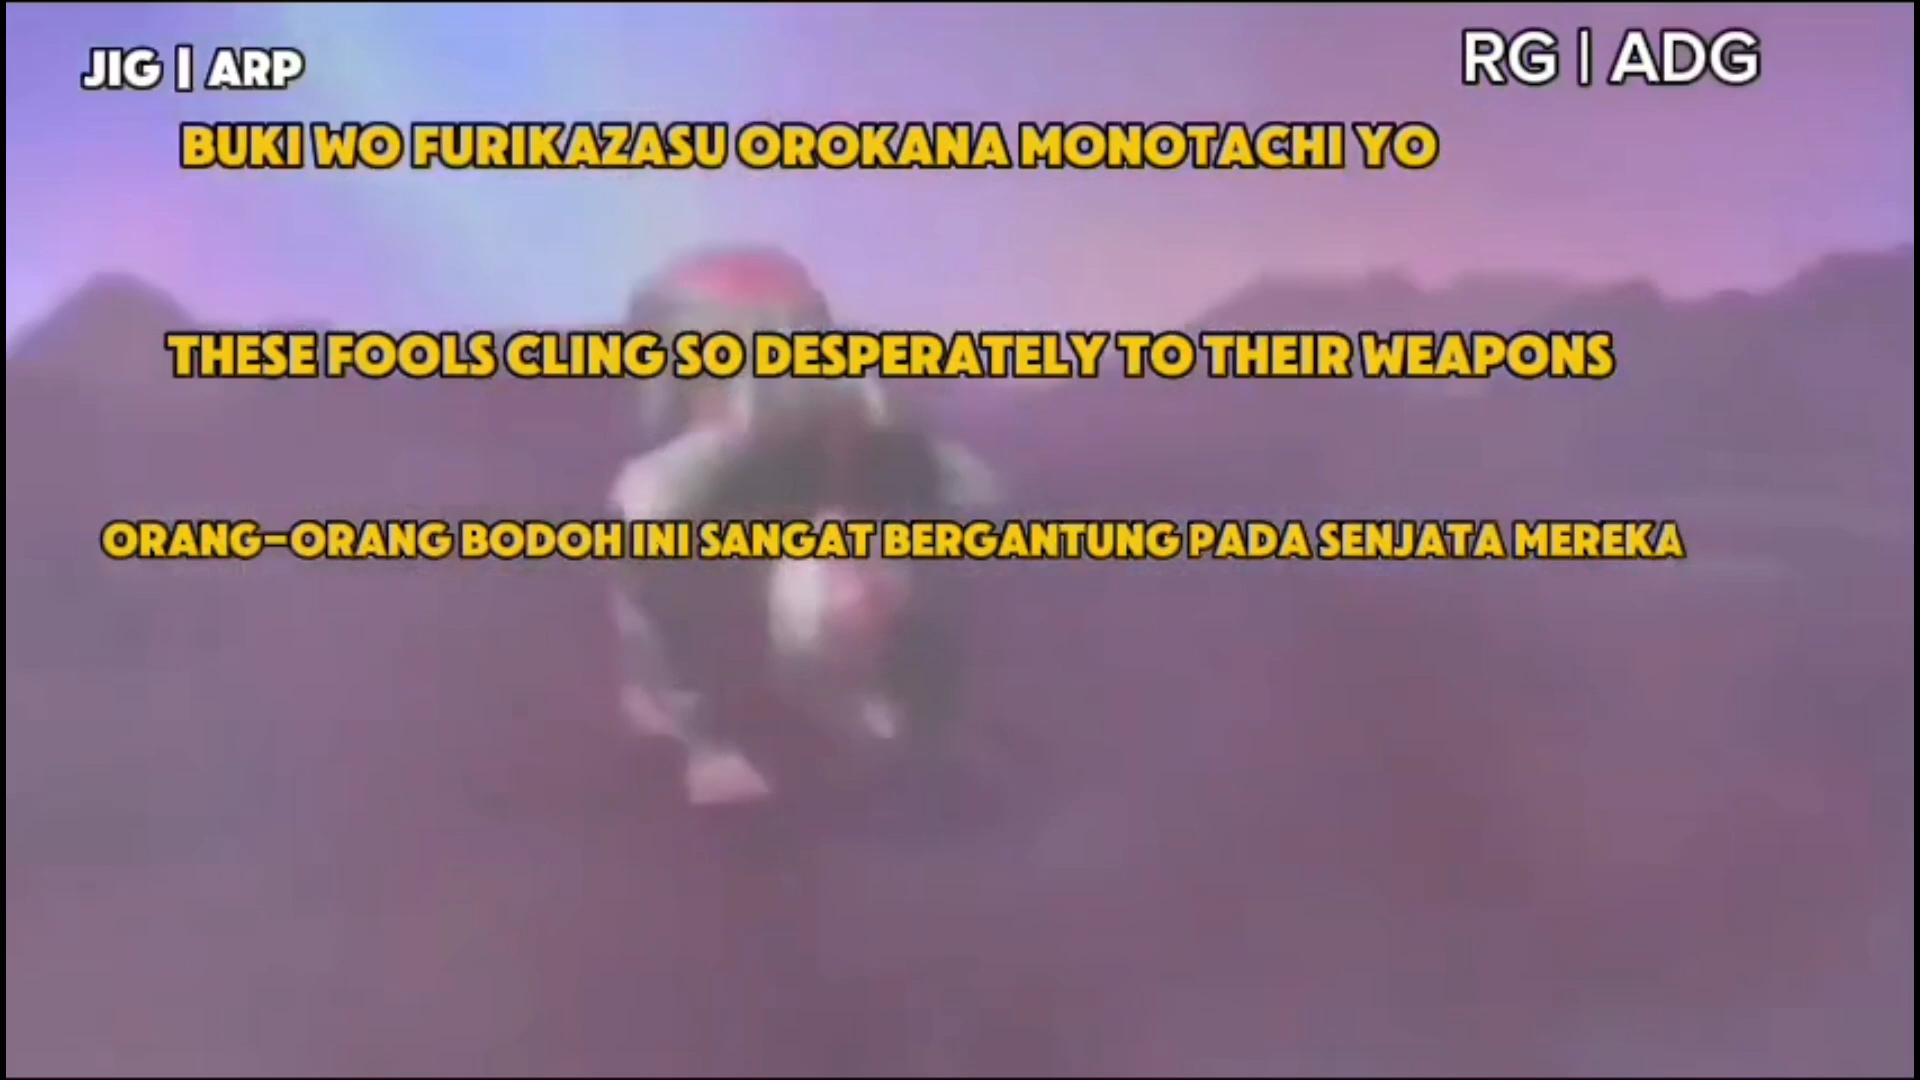 JIG | ARP
RG | ADG
BUKI WO FURIKAZASU OROKANA MONOTACHI YO
THESE FOOLS CLING SO DESPERATELY TO THEIR WEAPONS
ORANG-ORANG BODOH INI SANGAT BERGANTUNG PADA SENJATA MEREKA